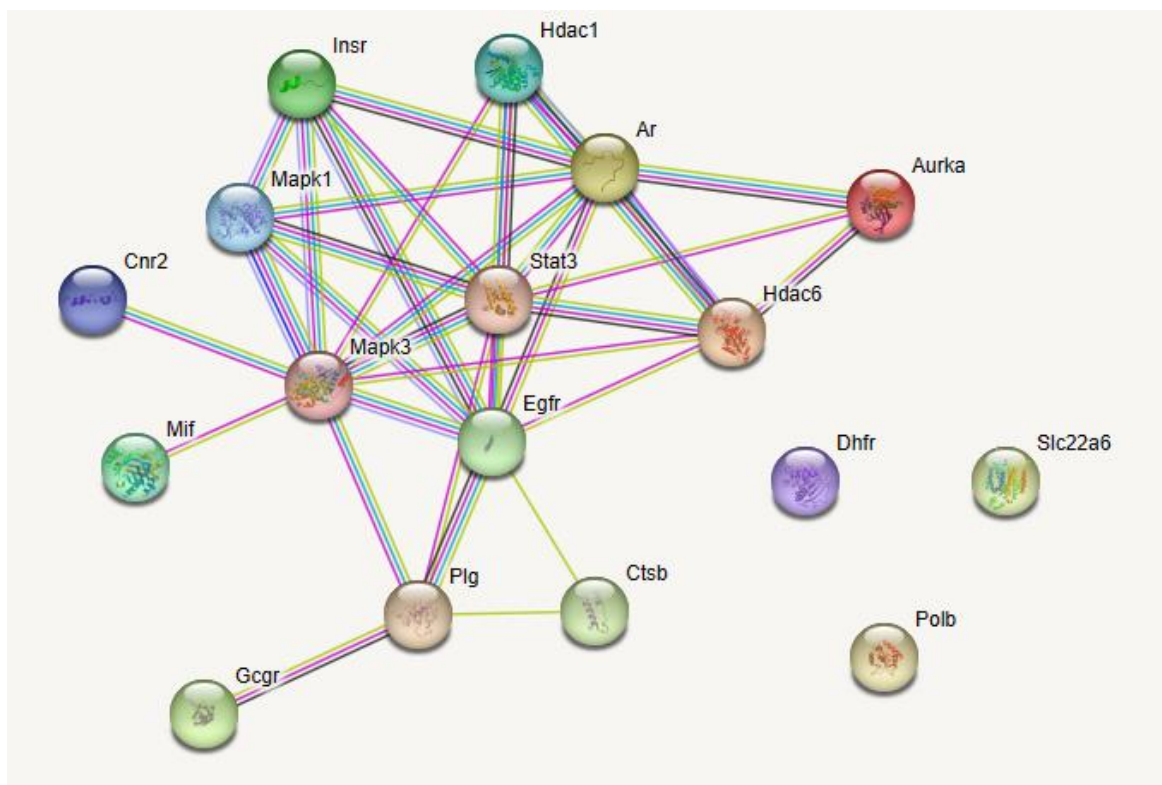 Hdac1
Insr
Ar
Aurka
Mapk1
Cnr2
Stat3
Hdac6
Mapk3
Egfr
Mif
Dhfr
Slc22a6
Plg
Ctsb
Polb
Gcgr